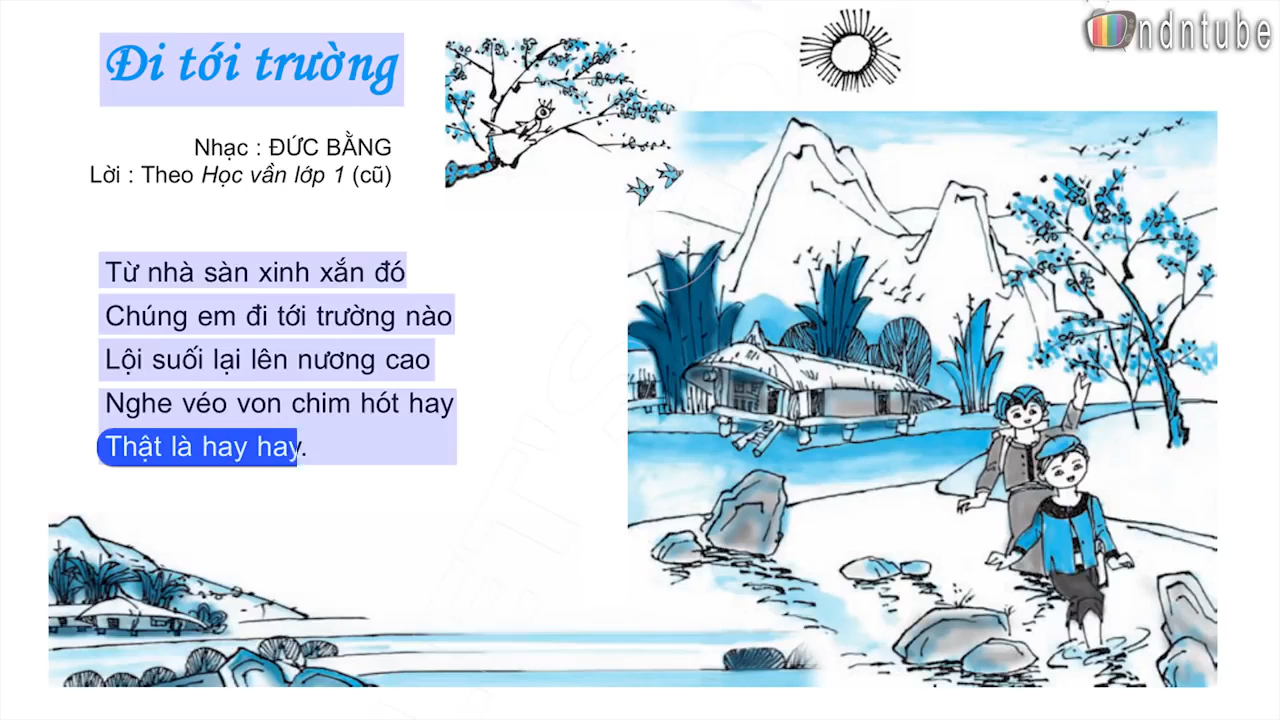 Đi tới trường
Nhạc : ĐỨC BẰNG
Lời : Theo Học vần lớp 1 (cũ)
Từ nhà sàn xinh xắn đó
Chúng em đi tới trường nào
Lội suối lại lên nương cao
Nghe véo von chim hót hay
Thật là hay hay.
ndntube